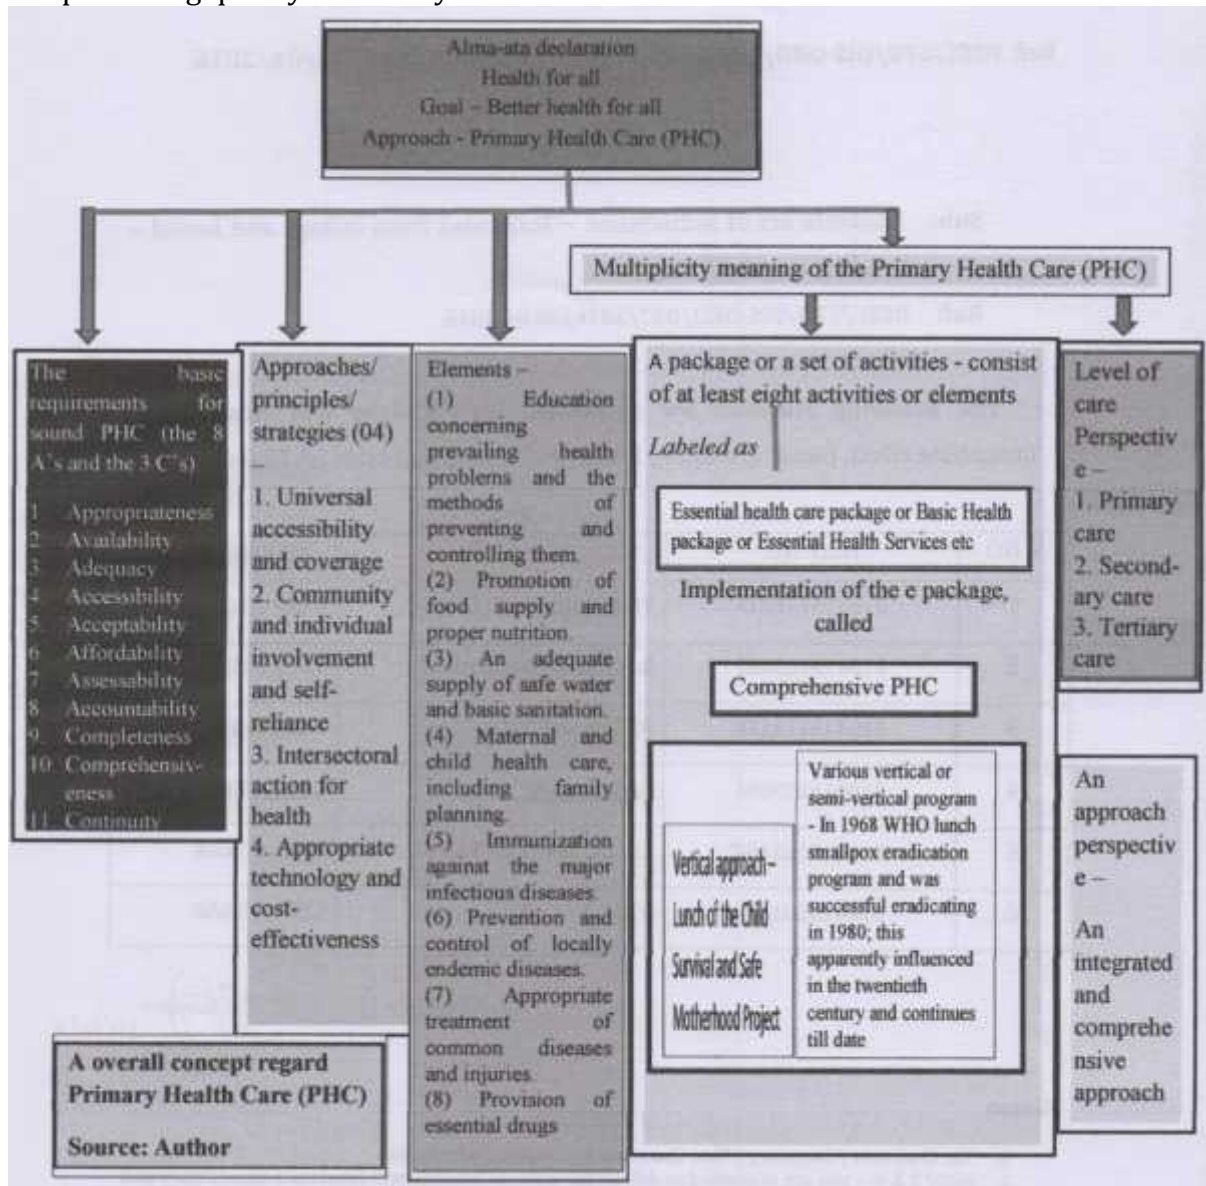 Alma-ata declaration
Health for all
Goal – Better health for all
Approach - Primary Health Care (PHC)
Multiplicity meaning of the Primary Health Care (PHC)
The basic
requirements for
sound PHC (the 8
A's and the 3 C's)
1 Appropriateness
2 Availability
3 Adequacy
4 Accessibility
5 Acceptability
6 Affordability
7 Assessability
8 Accountability
9 Completeness
10 Comprehensiv-
eness
11 Continuity
Approaches/
principles/
strategies (04)
1. Universal
accessibility
and coverage
2. Community
and individual
involvement
and self-
reliance
3. Intersectoral
action for
health
4. Appropriate
technology and
cost-
effectiveness
Elements –
(1) Education
concerning
prevailing health
problems and the
methods of
preventing and
controlling them.
(2) Promotion of
food supply and
proper nutrition.
(3) An adequate
supply of safe water
and basic sanitation.
(4) Maternal and
child health care,
including family
planning.
(5) Immunization
against the major
infectious diseases.
(6) Prevention and
control of locally
endemic diseases.
(7) Appropriate
treatment of
common diseases
and injuries.
(8) Provision of
essential drugs
A package or a set of activities - consist
of at least eight activities or elements
Labeled as
Essential health care package or Basic Health
package or Essential Health Services etc
Implementation of the e package,
called
Comprehensive PHC
Vertical approach –
Lunch of the Child
Survival and Safe
Motherhood Project
Various vertical or
semi-vertical program
- In 1968 WHO lunch
smallpox eradication
program and was
successful eradicating
in 1980; this
apparently influenced
in the twentieth
century and continues
till date
Level of
care
Perspectiv
e –
1. Primary
care
2. Second-
ary care
3. Tertiary
care
An
approach
perspectiv
e –
An
integrated
and
comprehe
nsive
approach
A overall concept regard
Primary Health Care (PHC)
Source: Author